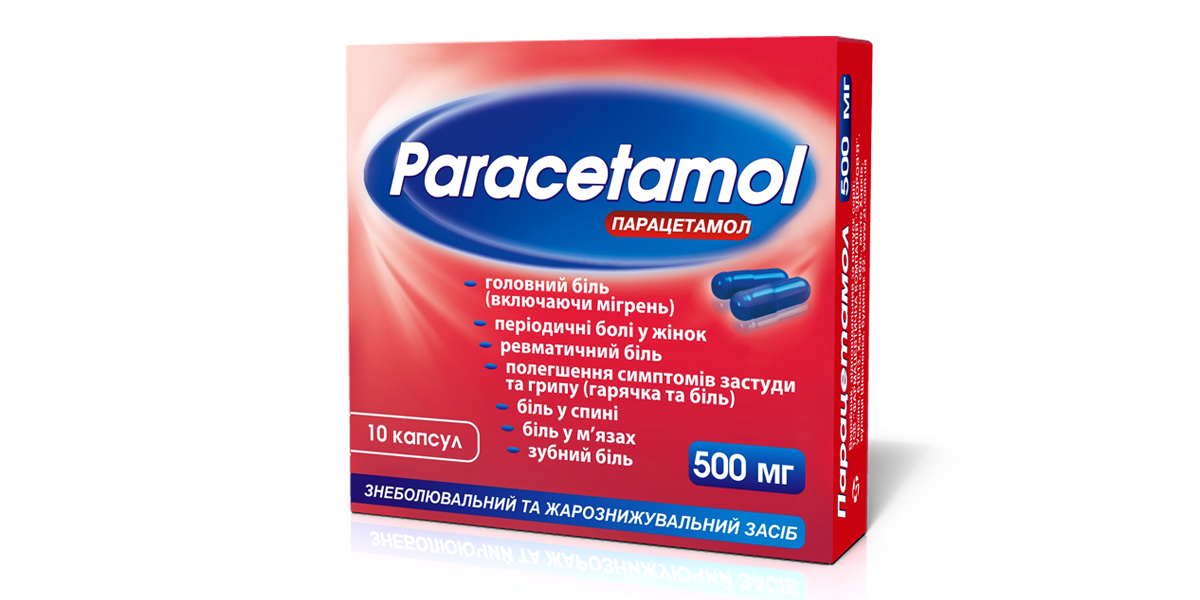 Paracetamol
ПАРАЦЕТАМОЛ
головний біль
(включаючи мігрень)
періодичні болі у жінок
ревматичний біль
полегшення симптомів застуди
та грипу (гарячка та біль)
біль у спині
біль у м'язах
зубний біль
10 капсул
500 мг
ЗНЕБОЛЮВАЛЬНИЙ ТА ЖАРОЗНИЖУВАЛЬНИЙ ЗАСІБ
Парацетамол 500 мг